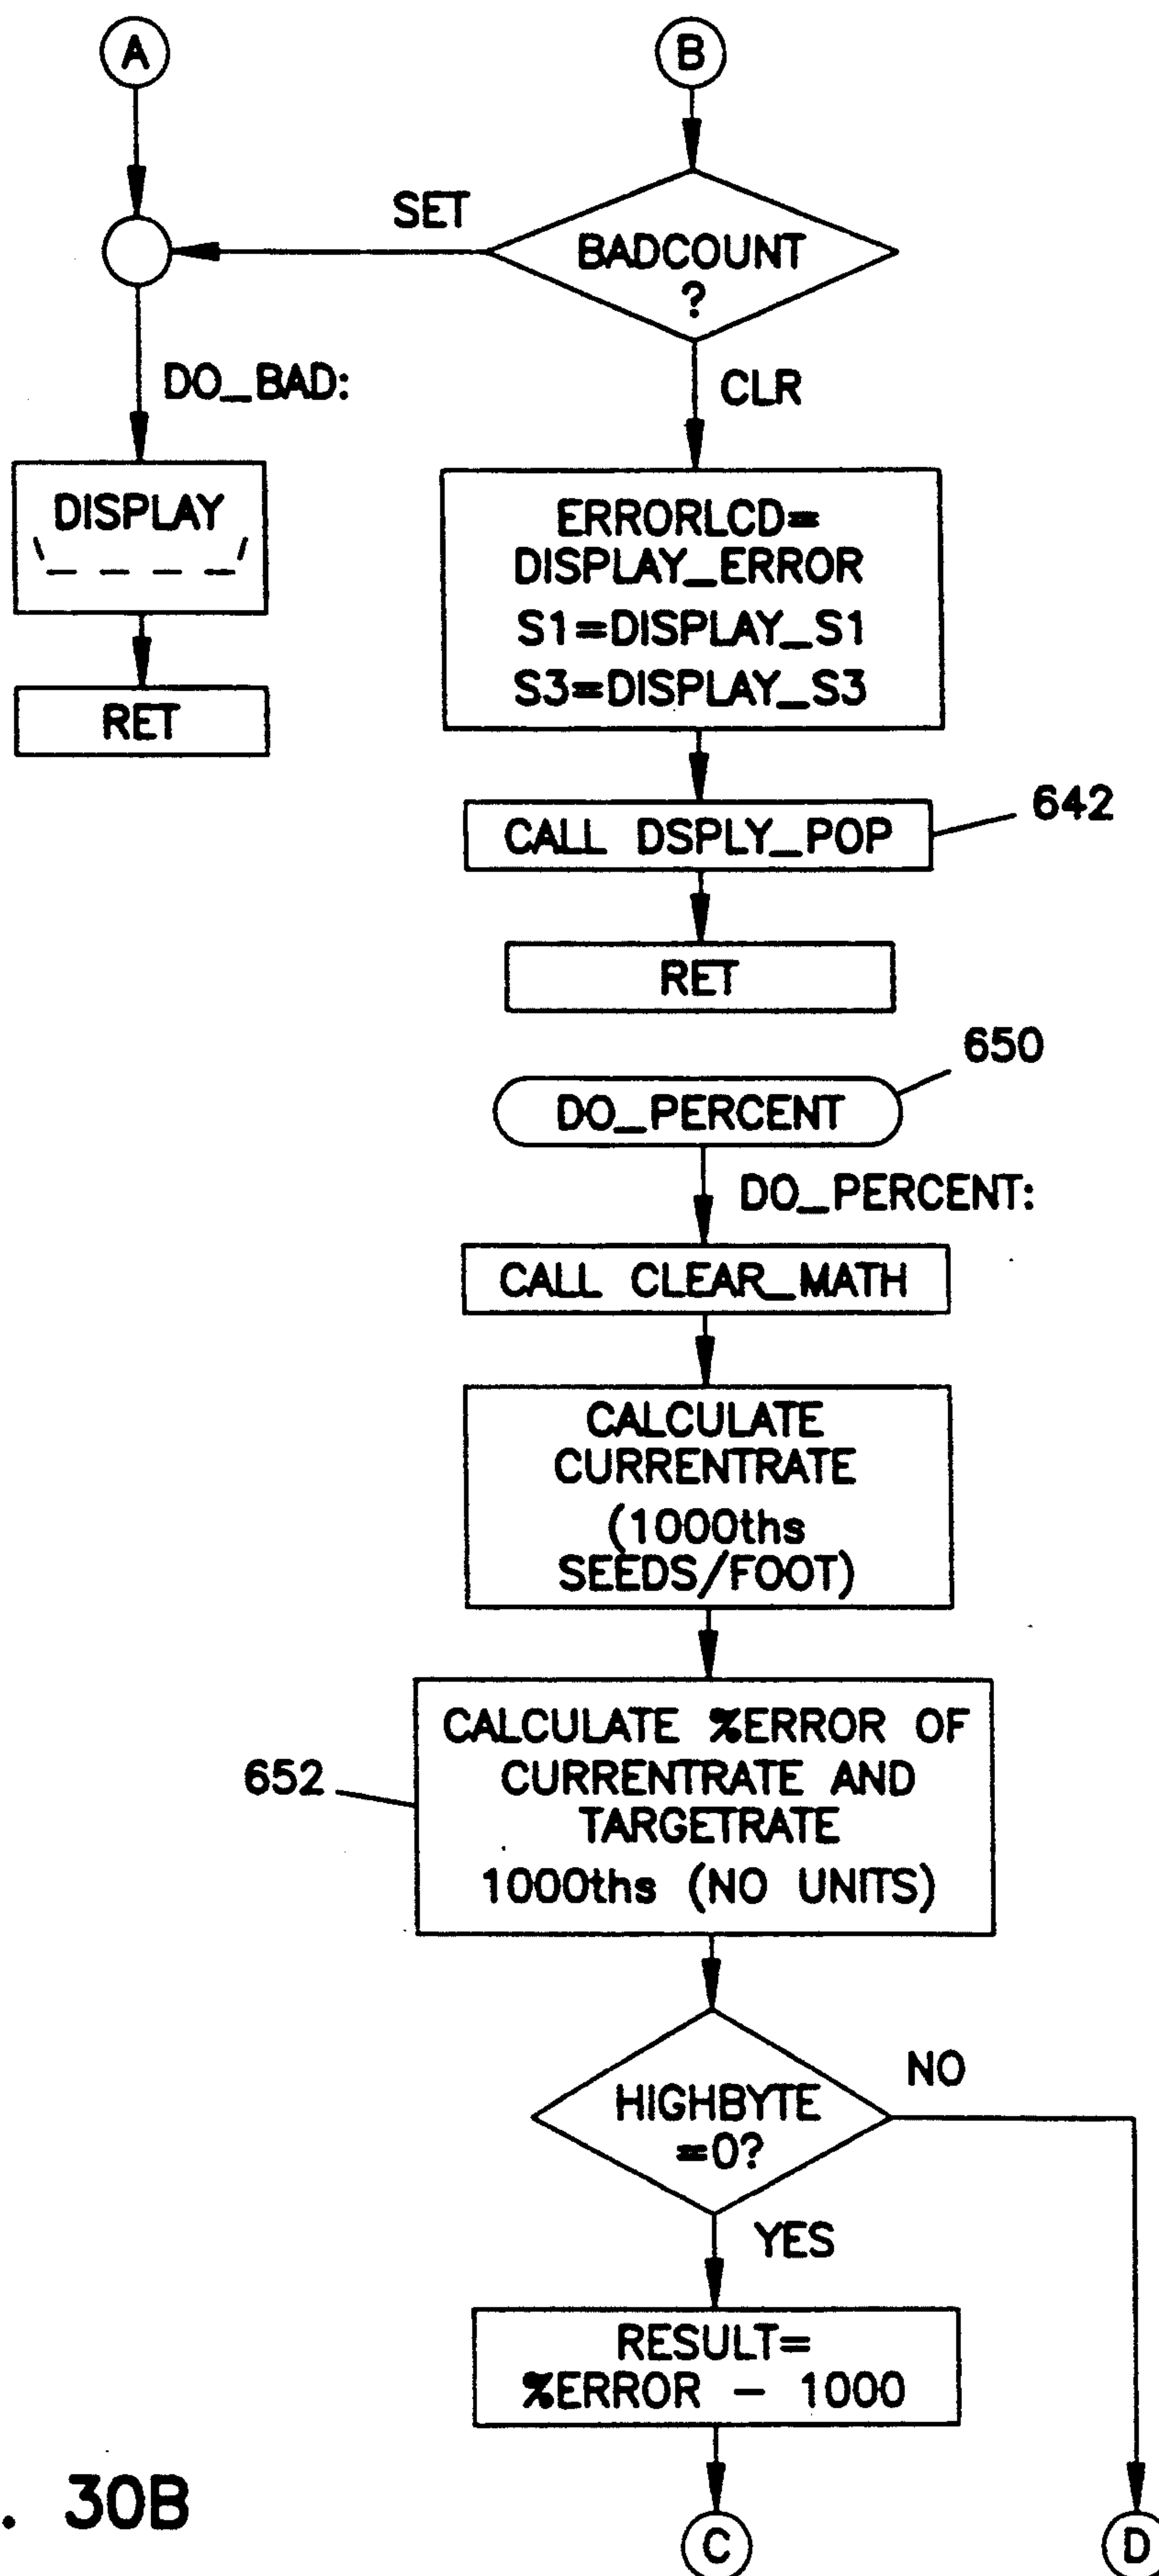 A
B
SET
BADCOUNT
?
DO_BAD:
CLR
DISPLAY
ERRORLCD=
DISPLAY_ERROR
S1=DISPLAY_S1
S3=DISPLAY_S3
RET
CALL DSPLY_POP
642
RET
650
DO_PERCENT
DO_PERCENT:
CALL CLEAR_MATH
CALCULATE
CURRENTRATE
(1000ths
SEEDS/FOOT)
CALCULATE %ERROR OF
CURRENTRATE AND
TARGETRATE
1000ths (NO UNITS)
652
HIGHBYTE
=0?
NO
YES
RESULT=
%ERROR - 1000
. 30B
C
D